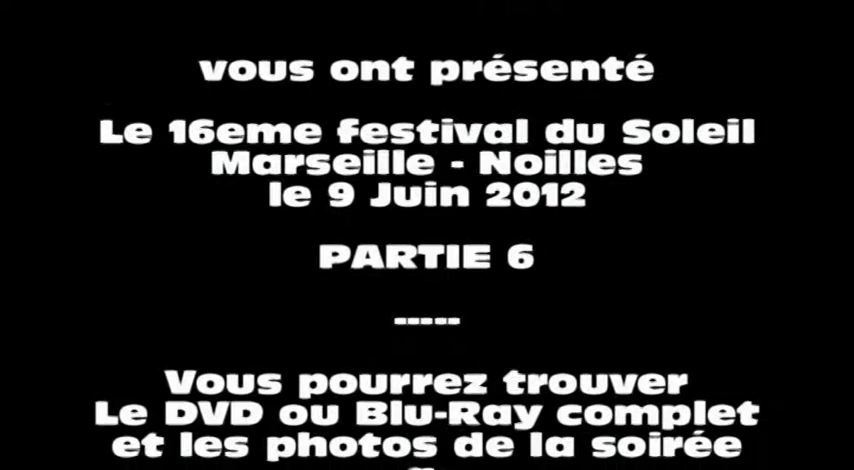 vous ont présenté
Le 16eme festival du Soleil
Marseille - Noilles
le 9 Juin 2012
PARTIE 6
-----
Vous pourrez trouver
Le DVD ou Blu-Ray complet
et les photos de la soirée